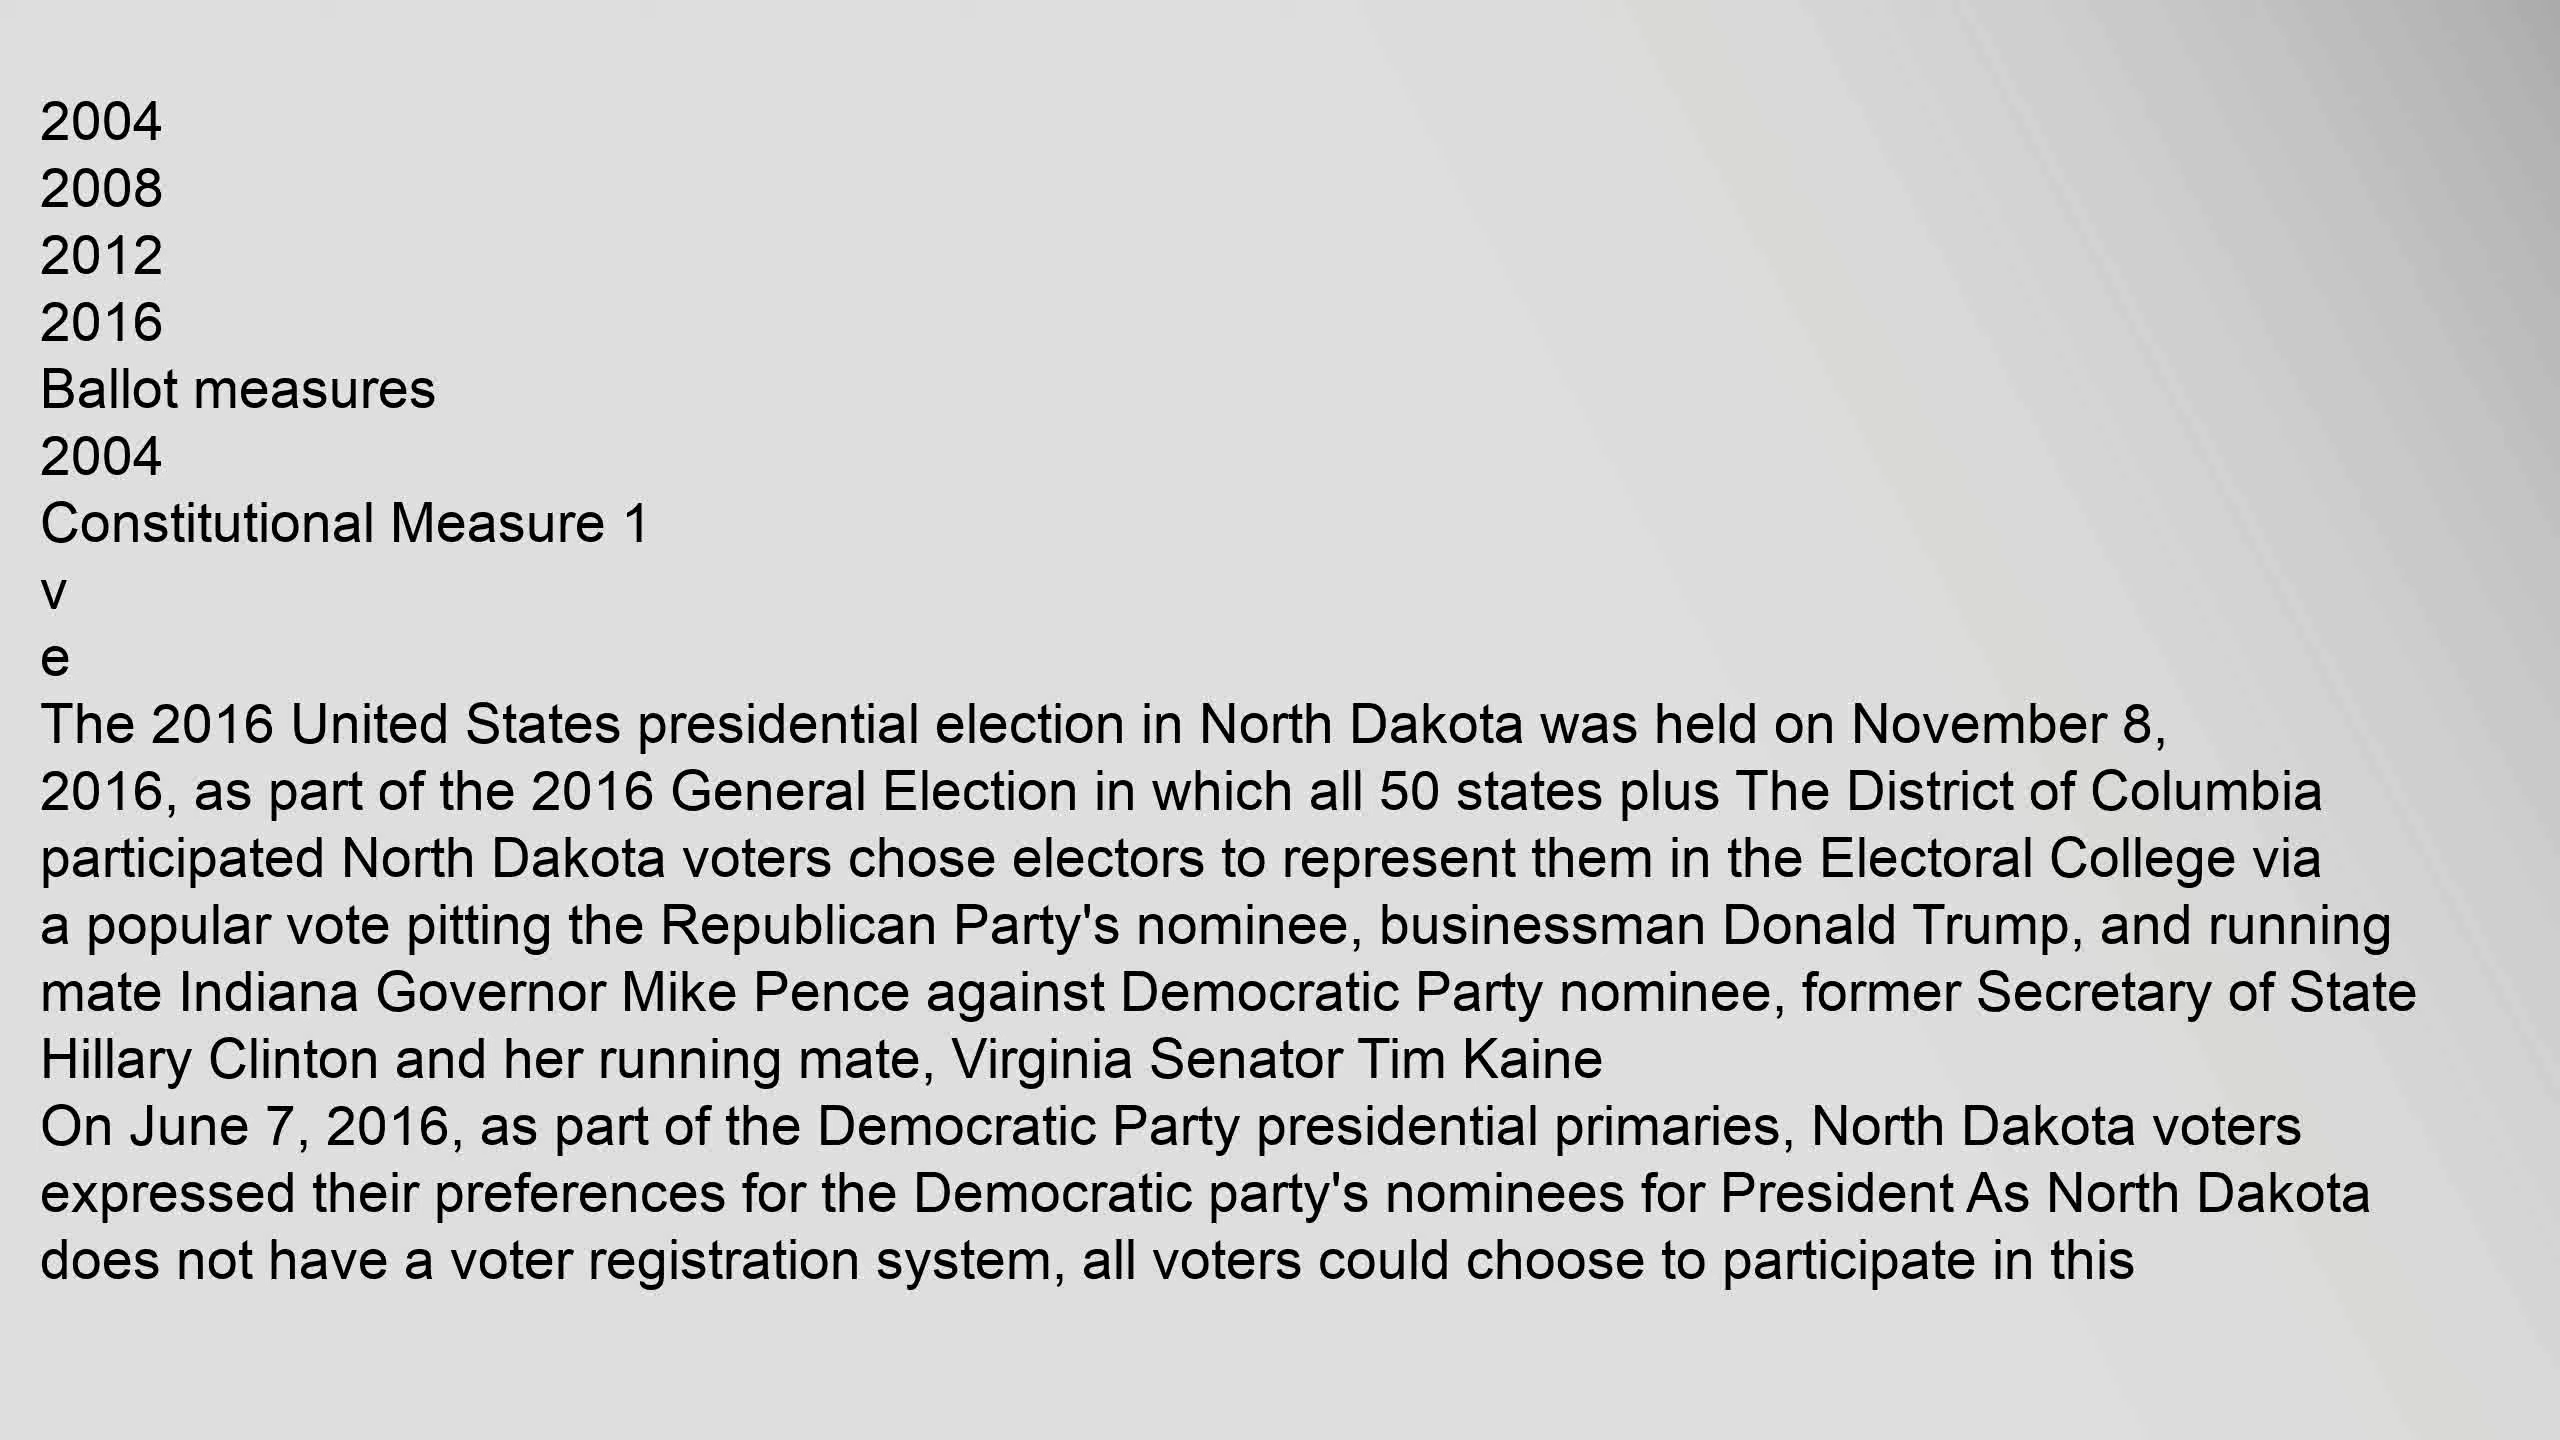 2004
2008
2012
2016
Ballot measures
2004
Constitutional Measure 1
v
e
The 2016 United States presidential election in North Dakota was held on November 8,
2016, as part of the 2016 General Election in which all 50 states plus The District of Columbia
participated North Dakota voters chose electors to represent them in the Electoral College via
a popular vote pitting the Republican Party's nominee, businessman Donald Trump, and running
mate Indiana Governor Mike Pence against Democratic Party nominee, former Secretary of State
Hillary Clinton and her running mate, Virginia Senator Tim Kaine
On June 7, 2016, as part of the Democratic Party presidential primaries, North Dakota voters
expressed their preferences for the Democratic party's nominees for President As North Dakota
does not have a voter registration system, all voters could choose to participate in this